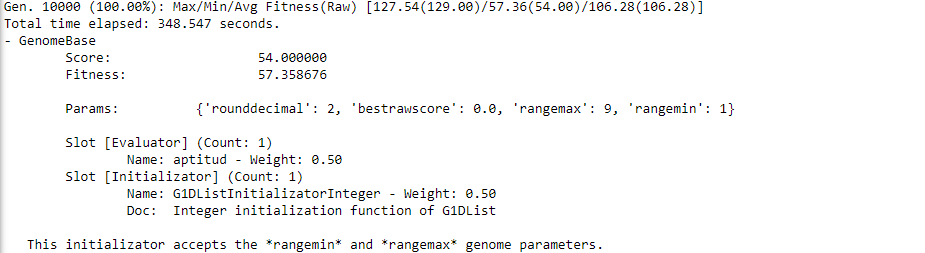 Gen. 10000 (100.00%): Max/Min/Avg Fitness(Raw) [127.54(129.00)/57.36(54.00)/106.28(106.28)]
Total time elapsed: 348.547 seconds.
- GenomeBase
Score: 54.000000
Fitness: 57.358676
Params: {'rounddecimal': 2, 'bestrawscore': 0.0, 'rangemax': 9, 'rangemin': 1}
Slot [Evaluator] (Count: 1)
Name: aptitud - Weight: 0.50
Slot [Initializator] (Count: 1)
Name: G1DListInitializatorInteger - Weight: 0.50
Doc: Integer initialization function of G1DList
This initializator accepts the *rangemin* and *rangemax* genome parameters.